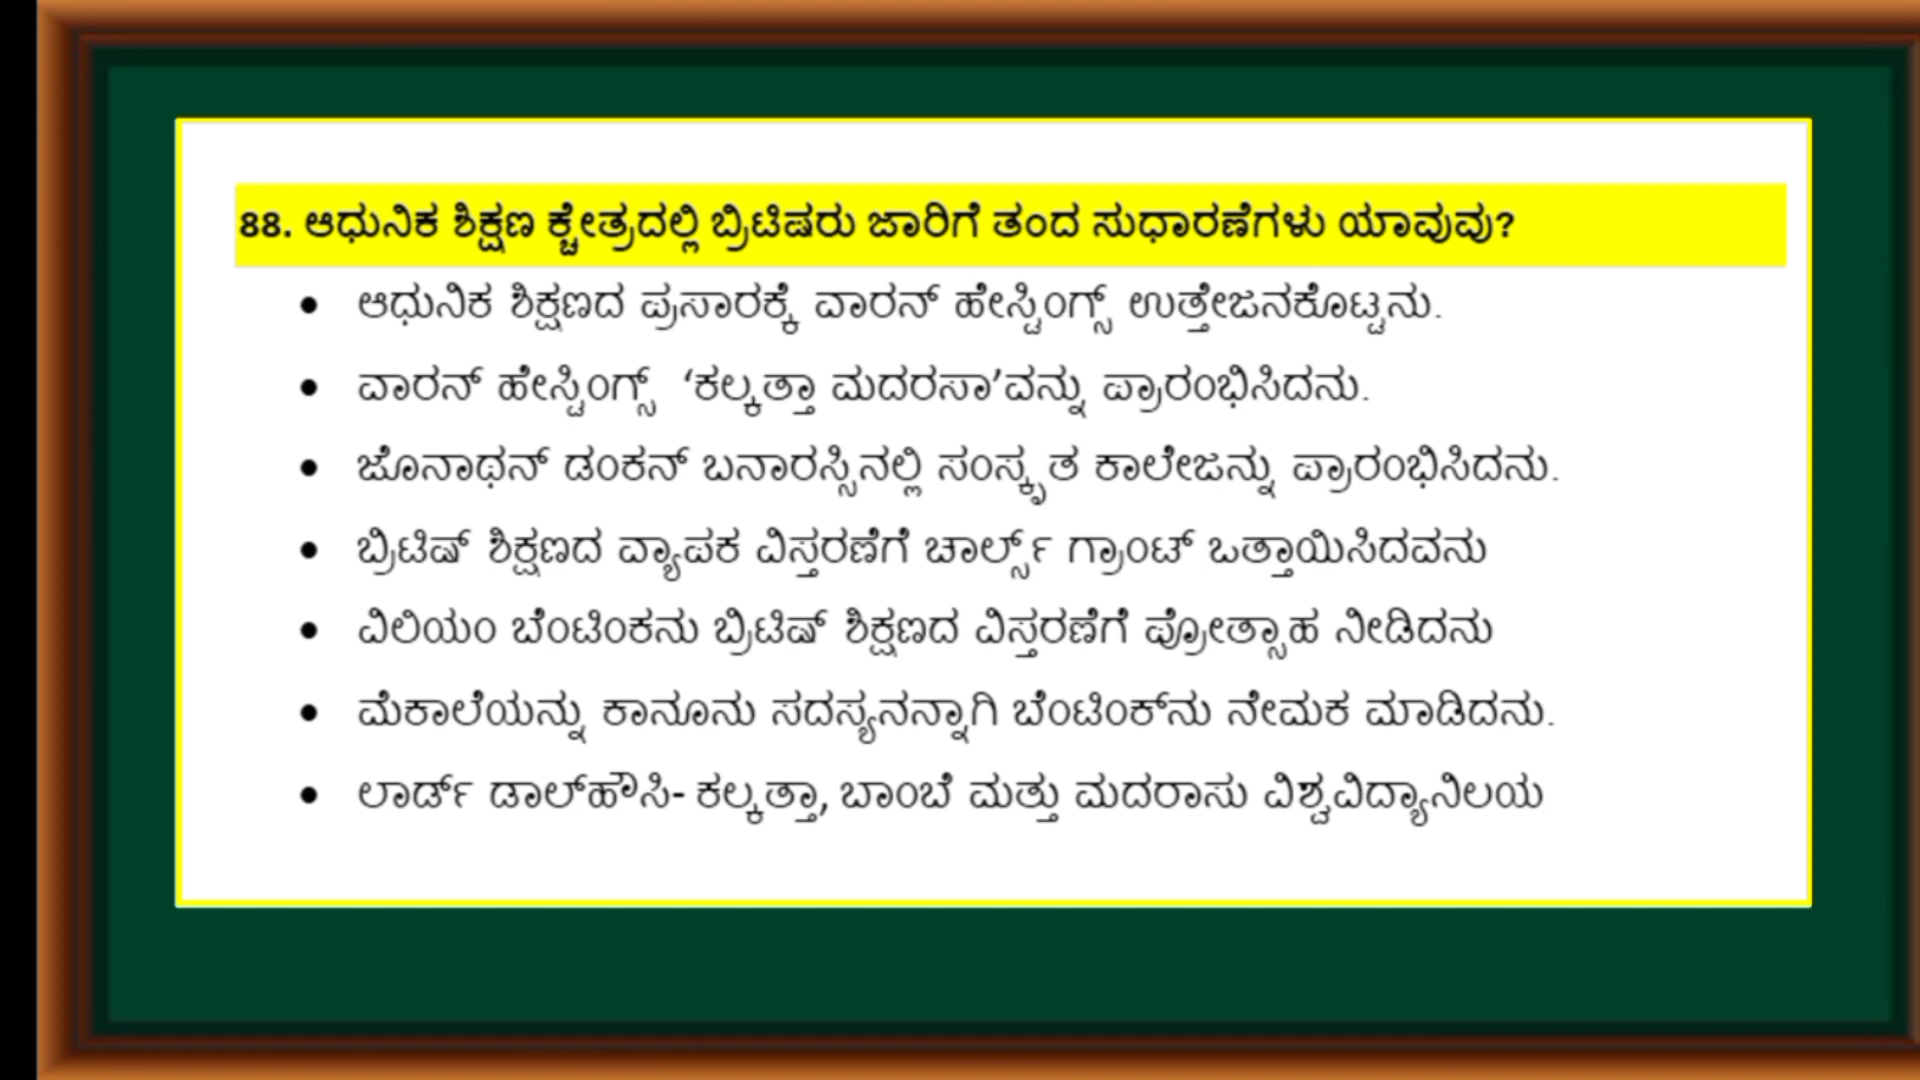 88. ಆಧುನಿಕ ಶಿಕ್ಷಣ ಕ್ಚೇತ್ರದಲ್ಲಿ ಬ್ರಿಟಿಷರು ಜಾರಿಗೆ ತಂದ ಸುಧಾರಣೆಗಳು ಯಾವುವು?
• ಆಧುನಿಕ ಶಿಕ್ಷಣದ ಪ್ರಸಾರಕ್ಕೆ ವಾರನ್ ಹೇಸ್ಟಿಂಗ್ಸ್ ಉತ್ತೇಜನಕೊಟ್ಟನು.
• ವಾರನ್ ಹೇಸ್ಟಿಂಗ್ಸ್ ‘ಕಲ್ಕತ್ತಾ ಮದರಸಾ’ವನ್ನು ಪ್ರಾರಂಭಿಸಿದನು.
• ಜೊನಾಥನ್ ಡಂಕನ್ ಬನಾರಸ್ಸಿನಲ್ಲಿ ಸಂಸ್ಕೃತ ಕಾಲೇಜನ್ನು ಪ್ರಾರಂಭಿಸಿದನು.
• ಬ್ರಿಟಿಷ್ ಶಿಕ್ಷಣದ ವ್ಯಾಪಕ ವಿಸ್ತರಣೆಗೆ ಚಾರ್ಲ್ಸ್ ಗ್ರಾಂಟ್ ಒತ್ತಾಯಿಸಿದವನು
• ವಿಲಿಯಂ ಬೆಂಟಿಂಕನು ಬ್ರಿಟಿಷ್ ಶಿಕ್ಷಣದ ವಿಸ್ತರಣೆಗೆ ಪ್ರೋತ್ಸಾಹ ನೀಡಿದನು
• ಮೆಕಾಲೆಯನ್ನು ಕಾನೂನು ಸದಸ್ಯನನ್ನಾಗಿ ಬೆಂಟಿಂಕ್‌ನು ನೇಮಕ ಮಾಡಿದನು.
• ಲಾರ್ಡ್ ಡಾಲ್‌ಹೌಸಿ- ಕಲ್ಕತ್ತಾ, ಬಾಂಬೆ ಮತ್ತು ಮದರಾಸು ವಿಶ್ವವಿದ್ಯಾನಿಲಯ